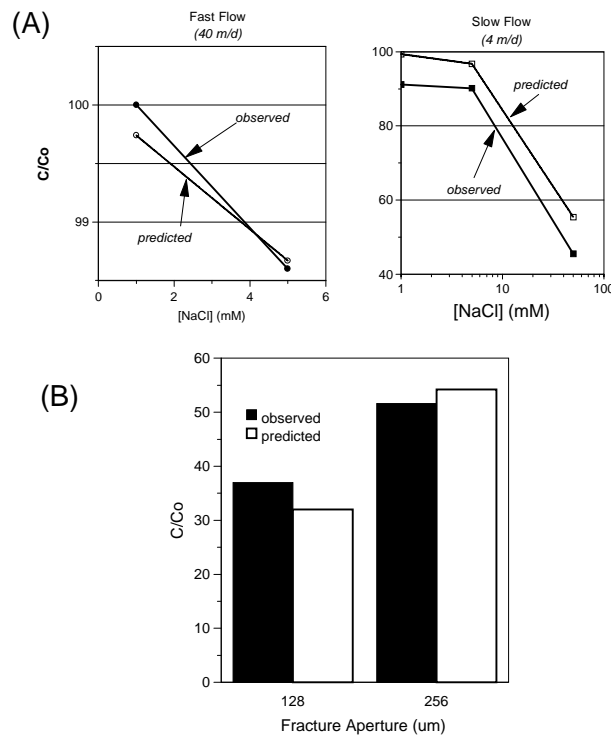 (A)
Fast Flow
(40 m/d)
C/Co
100
99
observed
predicted
0 2 4 6
[NaCl] (mM)
Slow Flow
(4 m/d)
100
80
60
40
predicted
observed
1 10 100
[NaCl] (mM)
(B)
C/Co
60
50
40
30
20
10
0
observed
predicted
128 256
Fracture Aperture (um)